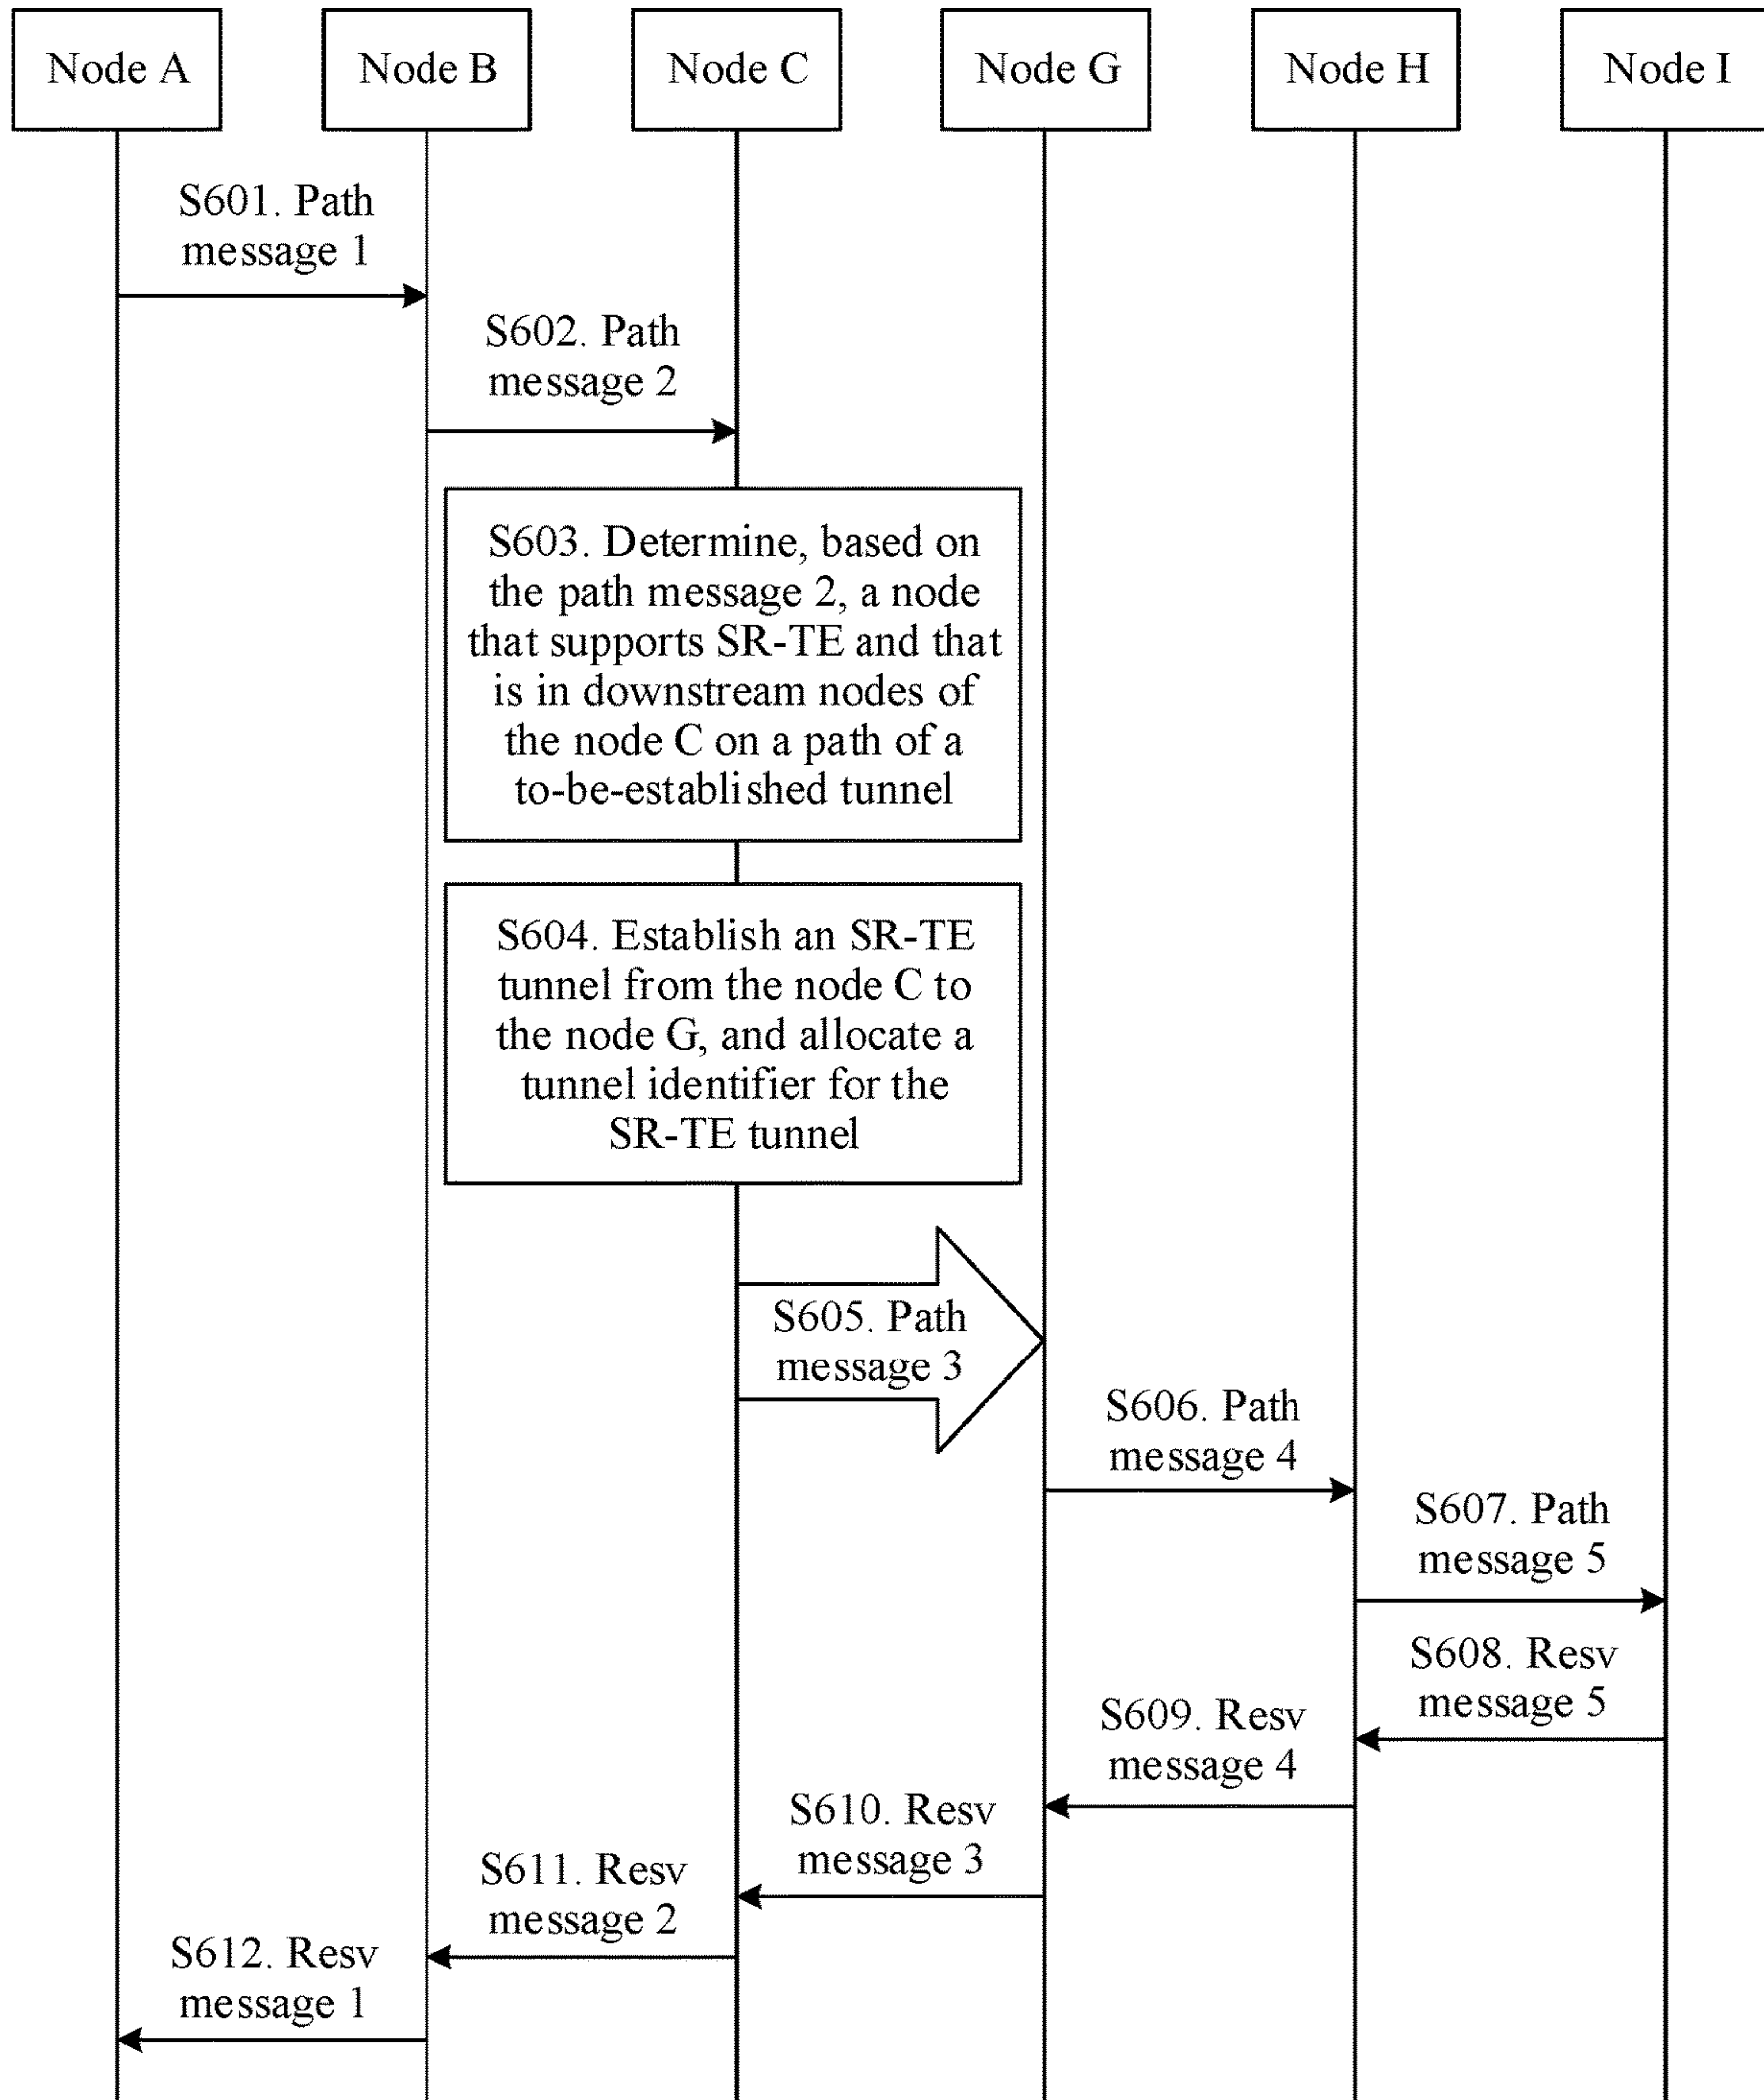 Node A
Node B
Node C
Node G
Node H
Node I
S601. Path
message 1
S602. Path
message 2
S603. Determine, based on
the path message 2, a node
that supports SR-TE and that
is in downstream nodes of
the node C on a path of a
to-be-established tunnel
S604. Establish an SR-TE
tunnel from the node C to
the node G, and allocate a
tunnel identifier for the
SR-TE tunnel
S605. Path
message 3
S606. Path
message 4
S607. Path
message 5
S608. Resv
message 5
S609. Resv
message 4
S610. Resv
message 3
S611. Resv
message 2
S612. Resv
message 1